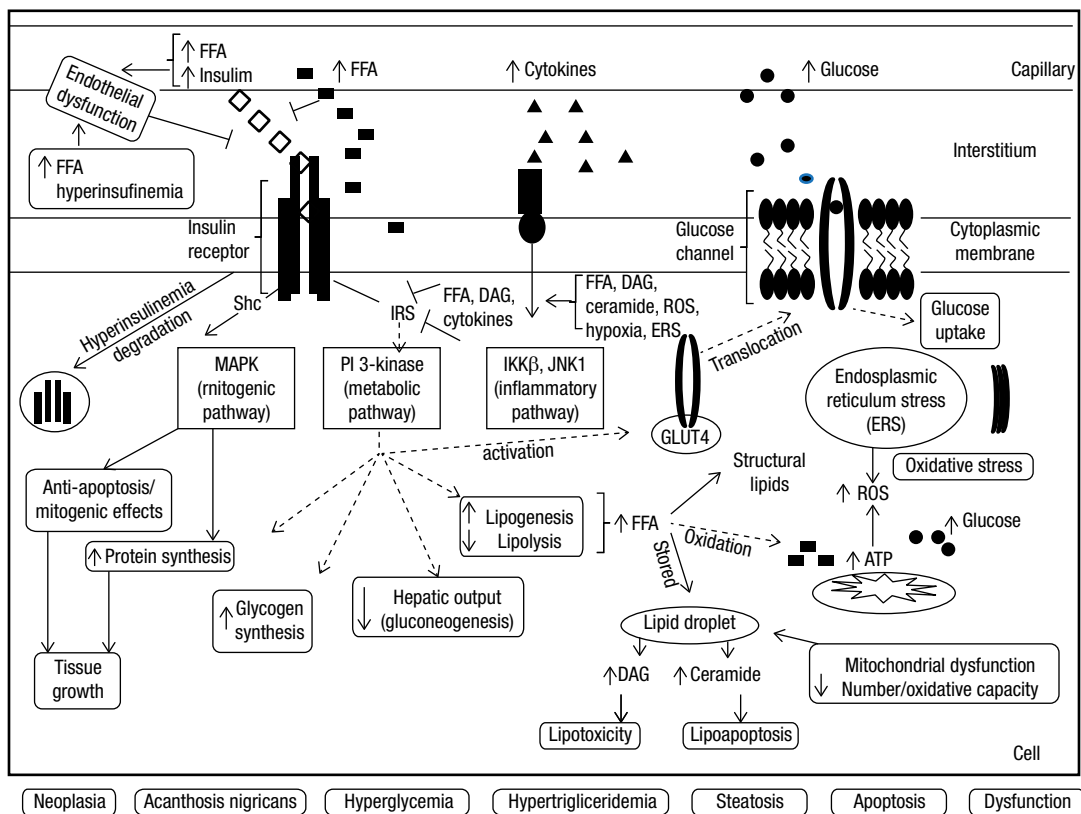 ↑ FFA
↑ Insulim
↑ FFA
↑ Cytokines
↑ Glucose
Capillary
Endothelial
dysfunction
↑ FFA
hyperinsufinemia
Interstitium
Insulin
receptor
Glucose
channel
Cytoplasmic
membrane
Hyperinsulinemia
degradation
Shc
IRS
FFA, DAG,
cytokines
FFA, DAG,
ceramide, ROS,
hypoxia, ERS
Translocation
Glucose
uptake
MAPK
(rnitogenic
pathway)
PI 3-kinase
(metabolic
pathway)
IKKβ, JNK1
(inflammatory
pathway)
GLUT4
Endosplasmic
reticulum stress
(ERS)
activation
Oxidative stress
Anti-apoptosis/
mitogenic effects
Structural
lipids
↑ ROS
↑ Protein synthesis
↑ Lipogenesis
↓ Lipolysis
↑ FFA
Oxidation
Stored
↑ Glucose
↑ ATP
↑ Glycogen
synthesis
↓ Hepatic output
(gluconeogenesis)
Lipid droplet
Tissue
growth
↑ DAG
↑ Ceramide
Mitochondrial dysfunction
↓ Number/oxidative capacity
Lipotoxicity
Lipoapoptosis
Cell
Neoplasia
Acanthosis nigricans
Hyperglycemia
Hypertrigliceridemia
Steatosis
Apoptosis
Dysfunction